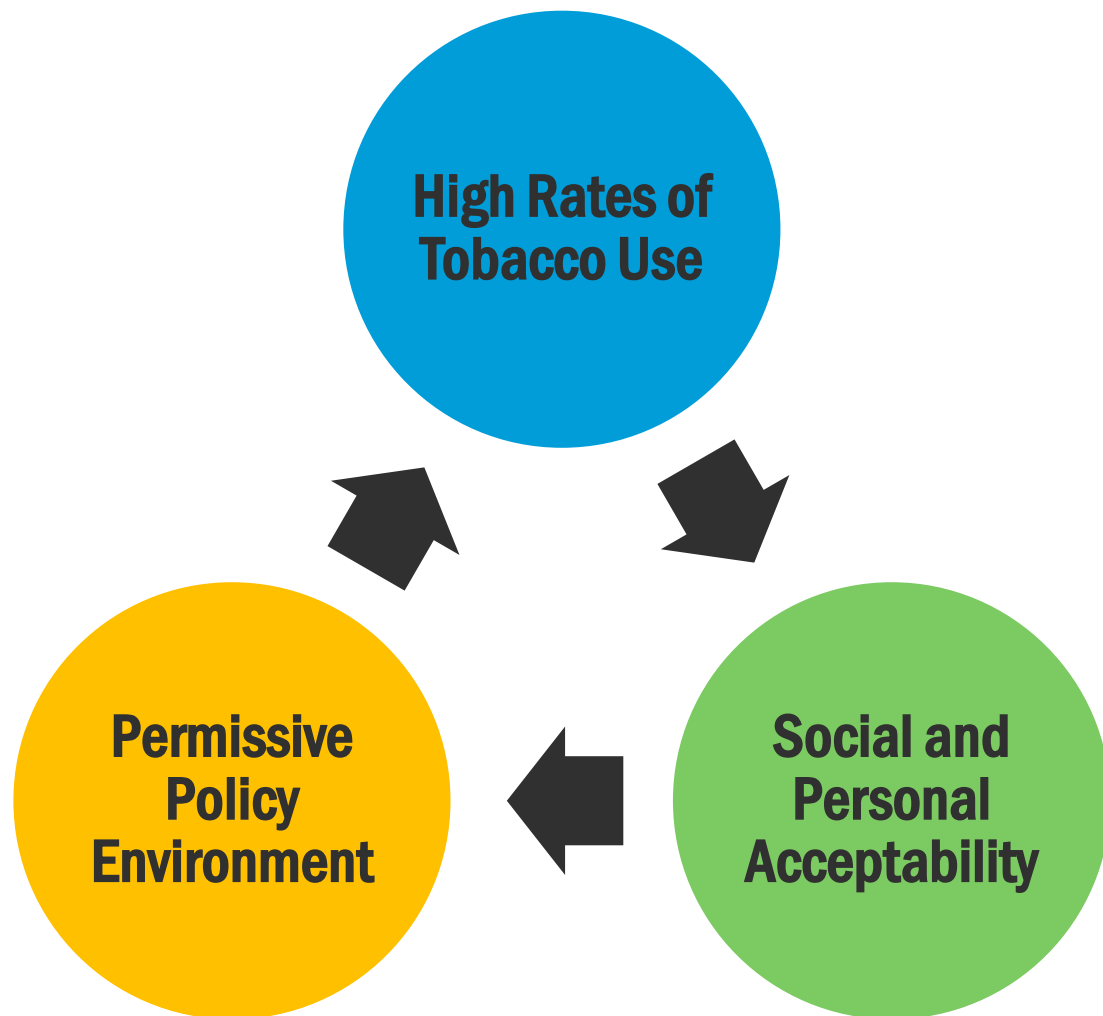 High Rates of
Tobacco Use
Social and
Personal
Acceptability
Permissive
Policy
Environment